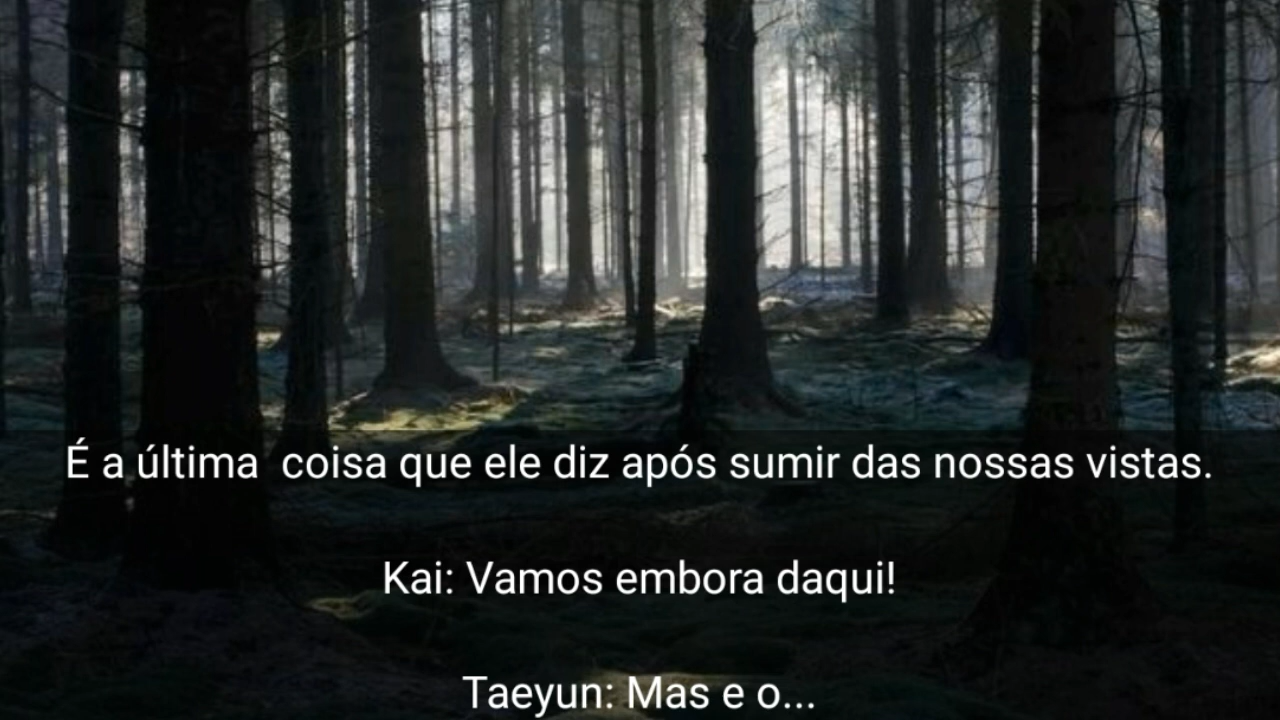 É a última  coisa que ele diz após sumir das nossas vistas.
Kai: Vamos embora daqui!
Taeyun: Mas e o...